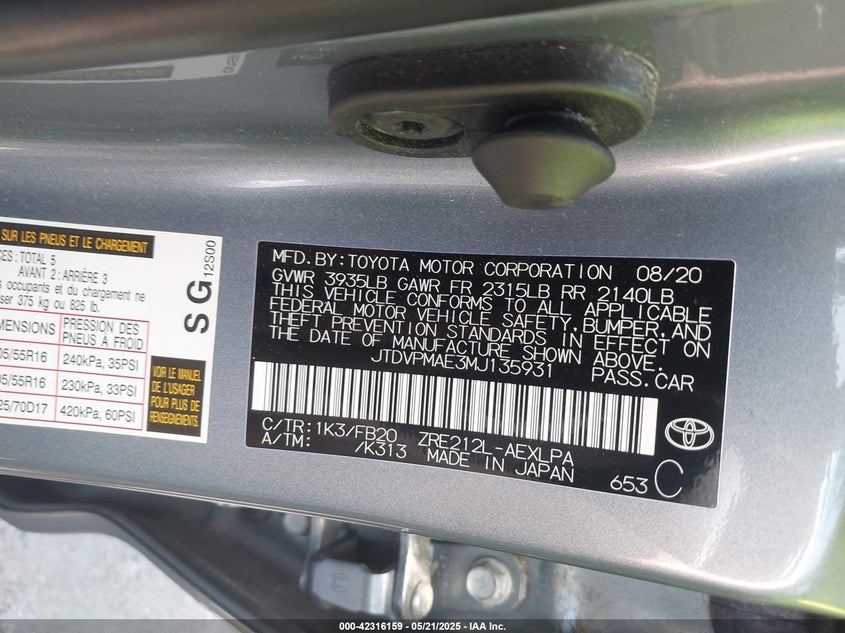 SUR LES PNEUS ET LE CHARGEMENT
TOTAL 5
AVANT 2: ARRIÈRE 3
occupants et du chargement ne
375 kg ou 825 lb.
PRESSION DES
PNEUS À FROID
240kPa, 35PSI
230kPa, 33PSI
420kPa, 60PSI
VOIR LE MANUEL
DE L'USAGER
POUR PLUS DE
RENSEIGNEMENTS.
SG
12S00
MFD.BY:TOYOTA MOTOR CORPORATION 08/20
GVWR 3935LB GAWR FR 2315LB RR 2140LB
THIS VEHICLE CONFORMS TO ALL APPLICABLE
FEDERAL MOTOR VEHICLE SAFETY,BUMPER,AND
THEFT PREVENTION STANDARDS IN EFFECT ON
THE DATE OF MANUFACTURE SHOWN ABOVE.
JTDVPMAE3MJ135931 PASS.CAR
C/TR:1K3/FB20 ZRE212L-AEXLPA
A/TM: /K313 MADE IN JAPAN
653 C
000-42316159 — 05/21/2025 — IAA Inc.